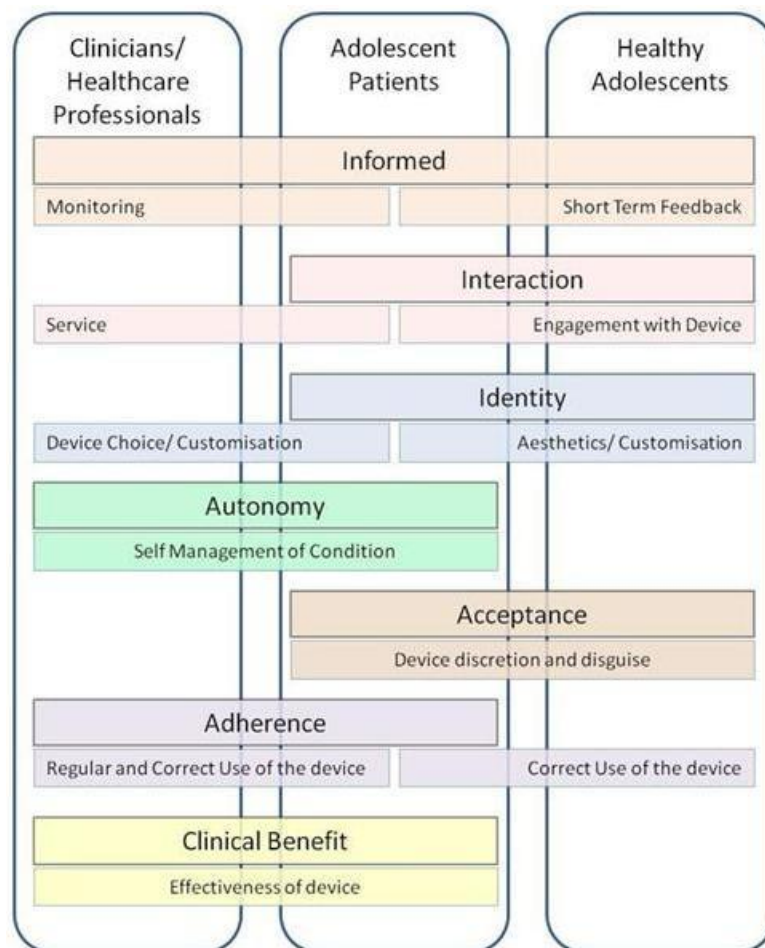 Clinicians/
Healthcare
Professionals
Adolescent
Patients
Healthy
Adolescents
Informed
Monitoring
Short Term Feedback
Interaction
Service
Engagement with Device
Identity
Device Choice/ Customisation
Aesthetics/ Customisation
Autonomy
Self Management of Condition
Acceptance
Device discretion and disguise
Adherence
Regular and Correct Use of the device
Correct Use of the device
Clinical Benefit
Effectiveness of device